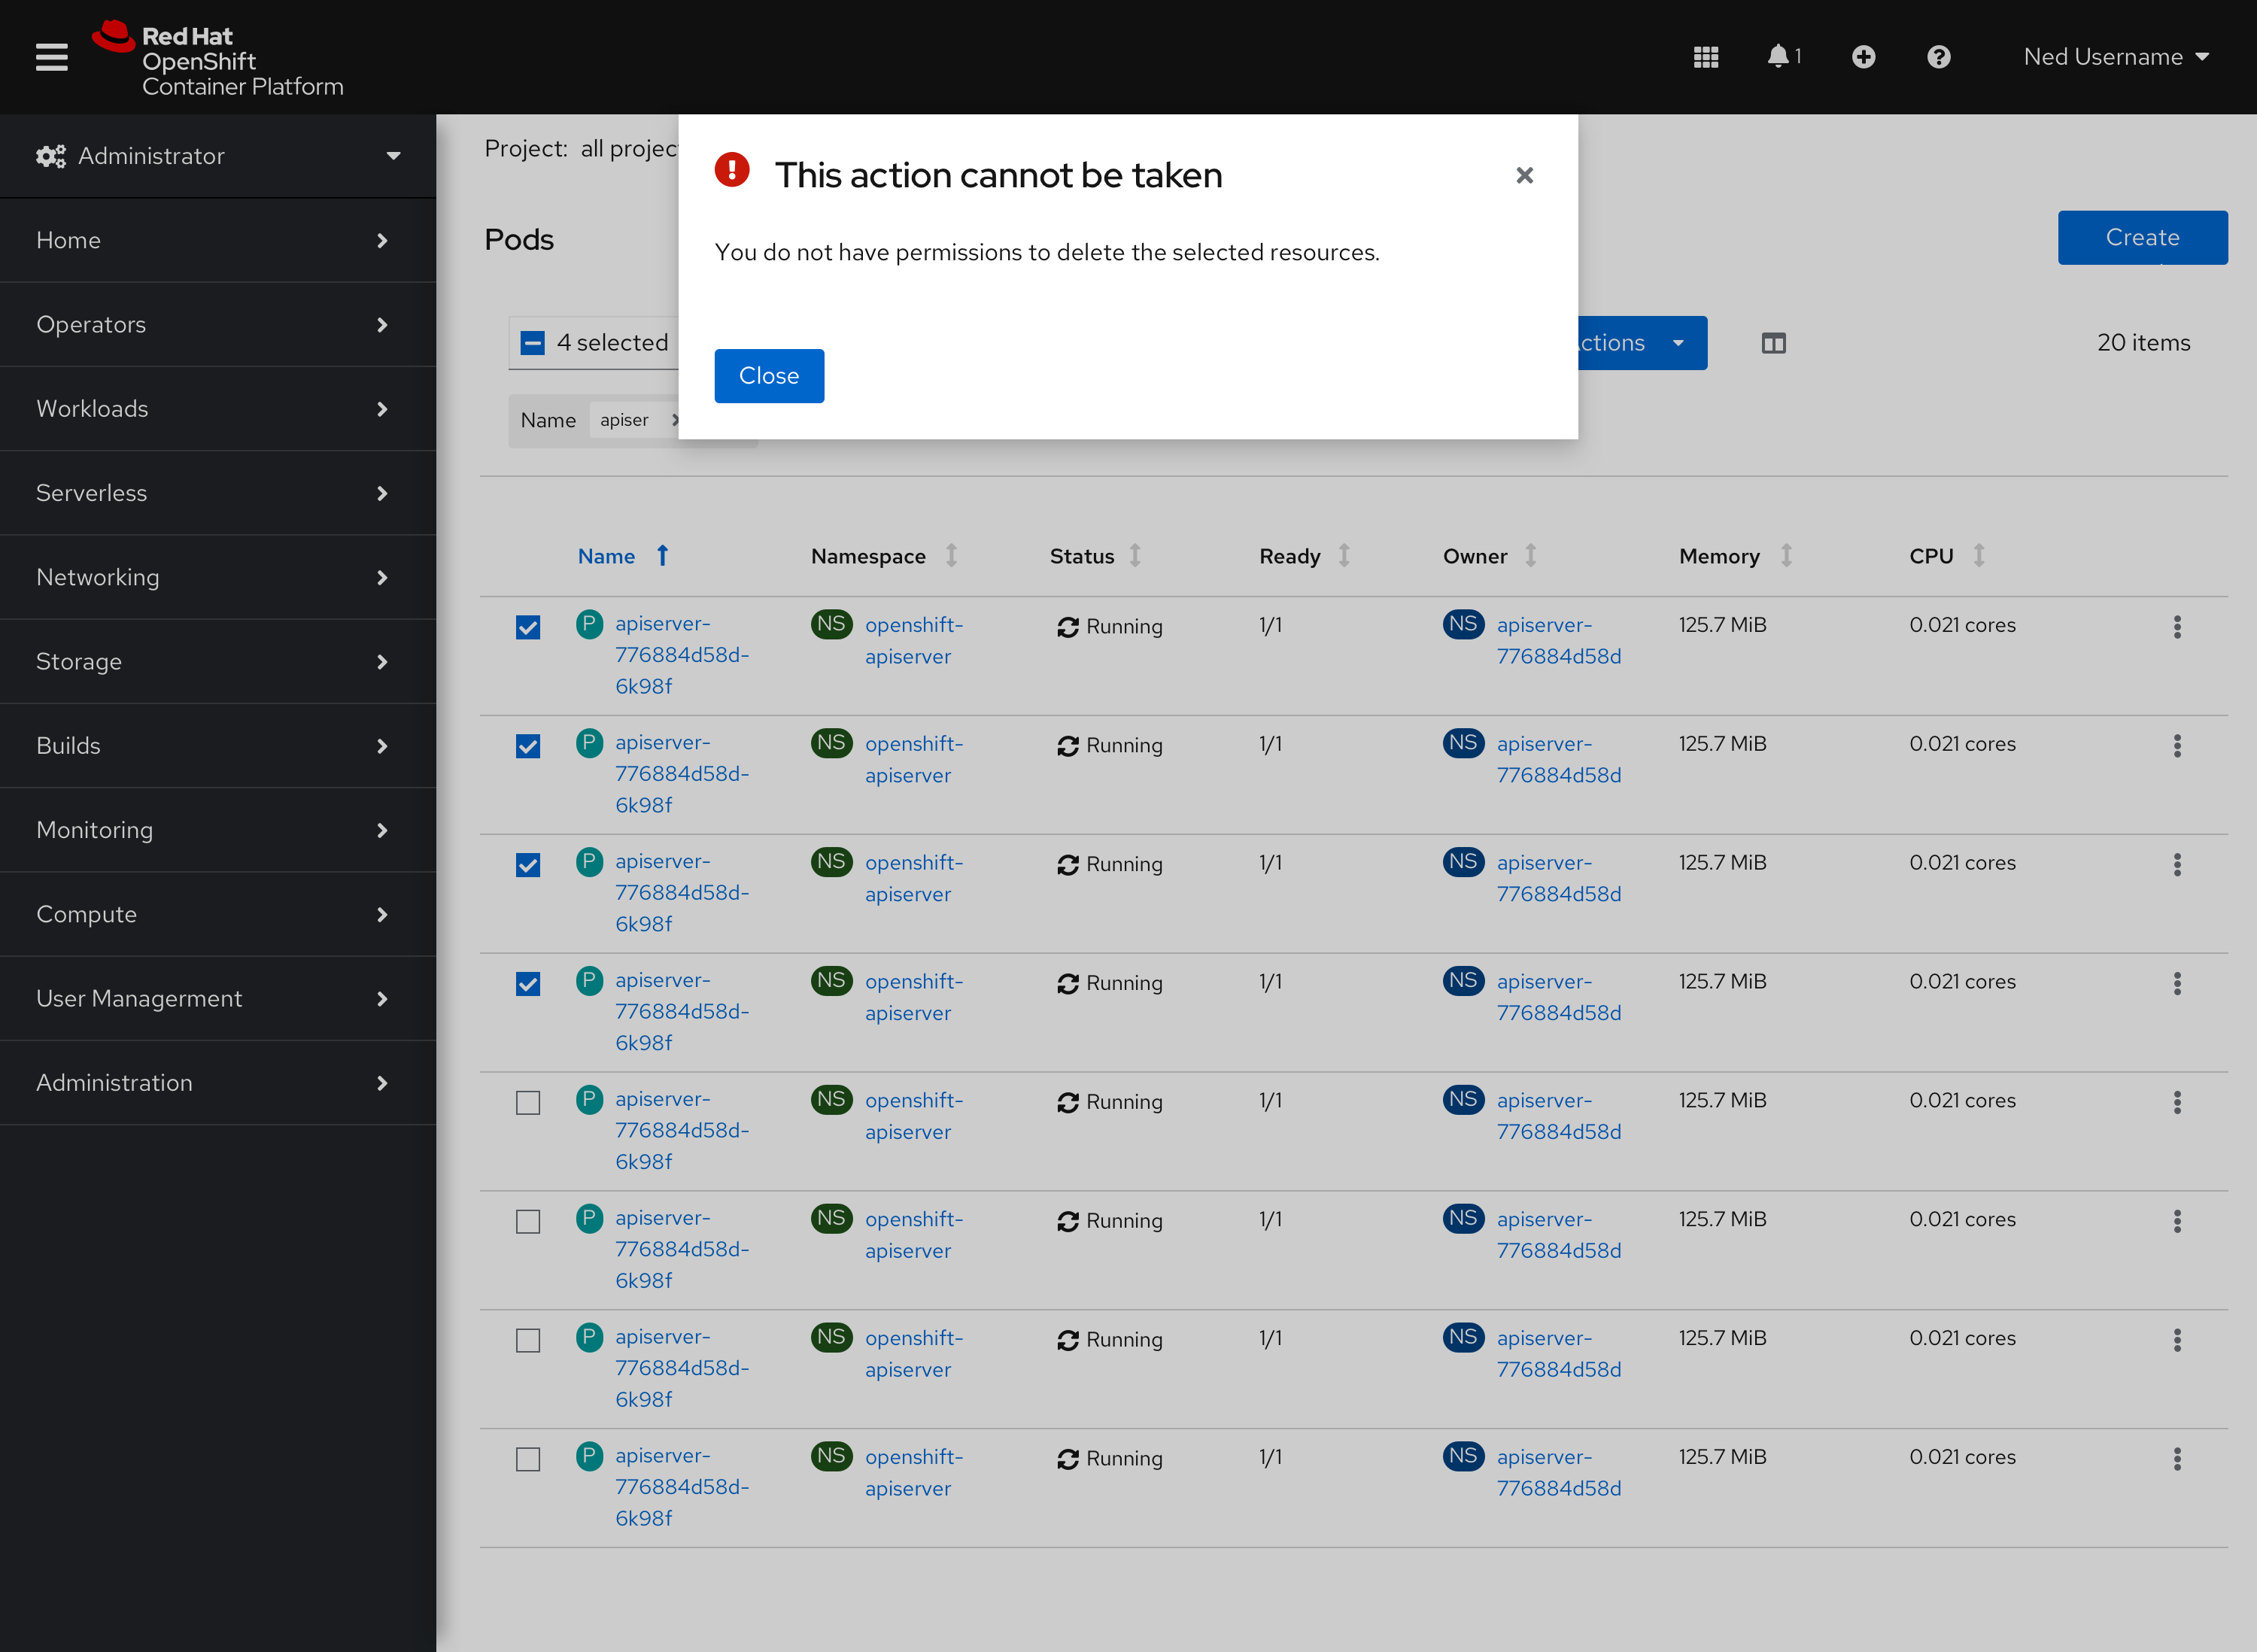 Red Hat
OpenShift
Container Platform
1
Ned Username
Administrator
Home
Operators
Workloads
Serverless
Networking
Storage
Builds
Monitoring
Compute
User Managerment
Administration
Project: all projec
This action cannot be taken
You do not have permissions to delete the selected resources.
Close
Pods
Create
4 selected
ctions
20 items
Name apiser
Name Namespace Status Ready Owner Memory CPU
P apiserver- NS openshift- Running 1/1 NS apiserver- 125.7 MiB 0.021 cores
776884d58d- apiserver 776884d58d
6k98f
P apiserver- NS openshift- Running 1/1 NS apiserver- 125.7 MiB 0.021 cores
776884d58d- apiserver 776884d58d
6k98f
P apiserver- NS openshift- Running 1/1 NS apiserver- 125.7 MiB 0.021 cores
776884d58d- apiserver 776884d58d
6k98f
P apiserver- NS openshift- Running 1/1 NS apiserver- 125.7 MiB 0.021 cores
776884d58d- apiserver 776884d58d
6k98f
P apiserver- NS openshift- Running 1/1 NS apiserver- 125.7 MiB 0.021 cores
776884d58d- apiserver 776884d58d
6k98f
P apiserver- NS openshift- Running 1/1 NS apiserver- 125.7 MiB 0.021 cores
776884d58d- apiserver 776884d58d
6k98f
P apiserver- NS openshift- Running 1/1 NS apiserver- 125.7 MiB 0.021 cores
776884d58d- apiserver 776884d58d
6k98f
P apiserver- NS openshift- Running 1/1 NS apiserver- 125.7 MiB 0.021 cores
776884d58d- apiserver 776884d58d
6k98f